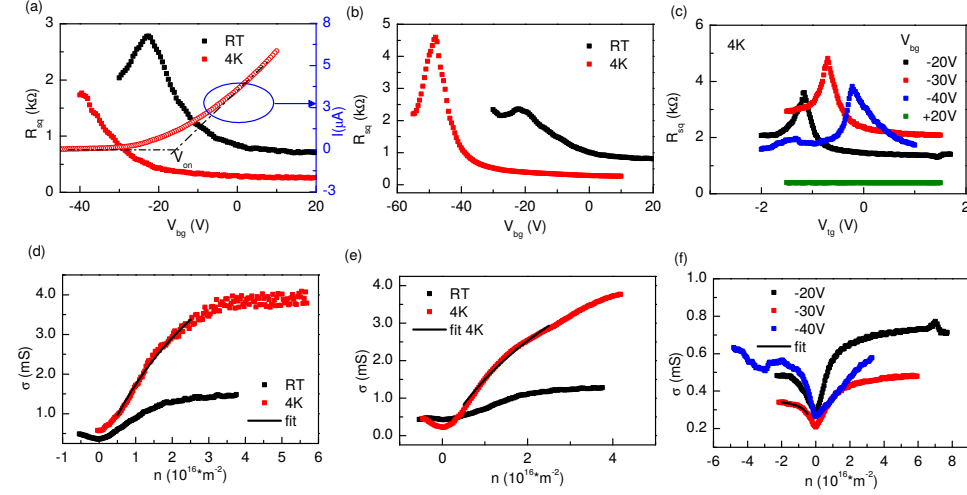 (a)
RT
4K
R_sq (kΩ)
I (μA)
V_on
V_bg (V)
3
2
1
0
8
6
3
0
-3
-40 -20 0 20
(b)
RT
4K
R_sq (kΩ)
V_bg (V)
5
4
3
2
1
0
-60 -40 -20 0 20
(c)
4K
V_bg
-20V
-30V
-40V
+20V
R_sq (kΩ)
V_tg (V)
6
4
2
0
-2 0 2
(d)
RT
4K
fit
σ (mS)
n (10^16*m^-2)
4.0
3.0
2.0
1.0
-1 0 1 2 3 4 5 6
(e)
RT
4K
fit 4K
σ (mS)
n (10^16*m^-2)
4.0
3.0
2.0
1.0
0.0
0 2 4
(f)
-20V
-30V
-40V
fit
σ (mS)
n (10^16*m^-2)
1.0
0.8
0.6
0.4
0.2
0.0
-6 -4 -2 0 2 4 6 8